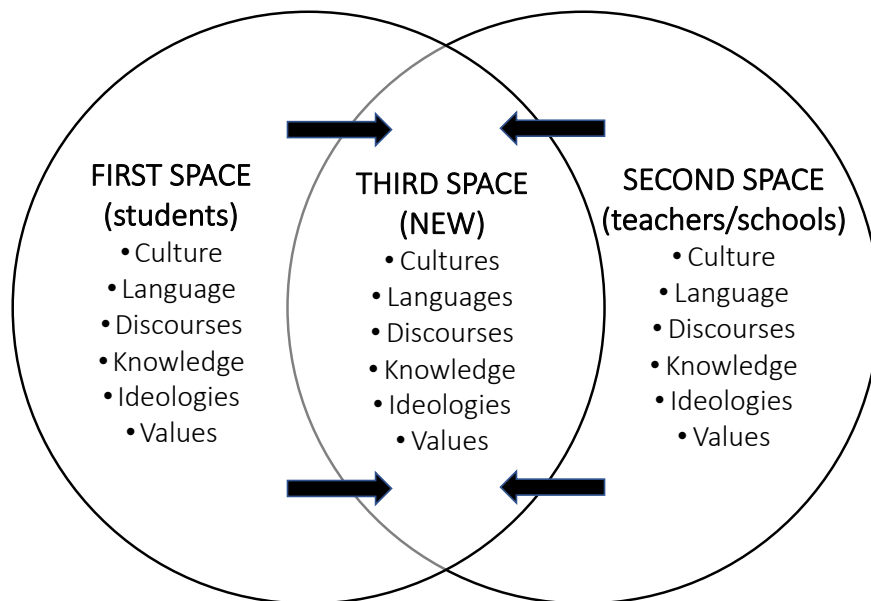 FIRST SPACE
(students)
• Culture
• Language
• Discourses
• Knowledge
• Ideologies
• Values
THIRD SPACE
(NEW)
• Cultures
• Languages
• Discourses
• Knowledge
• Ideologies
• Values
SECOND SPACE
(teachers/schools)
• Culture
• Language
• Discourses
• Knowledge
• Ideologies
• Values